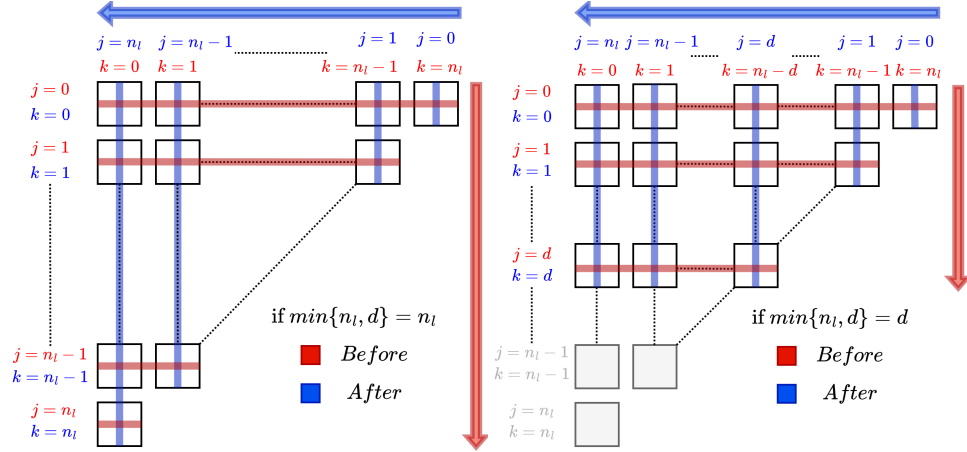 j = n_l j = n_l − 1 j = 1 j = 0
k = 0 k = 1 k = n_l − 1 k = n_l
j = 0
k = 0
j = 1
k = 1
if min{n_l, d} = n_l
j = n_l − 1
k = n_l − 1
Before
After
j = n_l
k = n_l
j = n_l j = n_l − 1 j = d j = 1 j = 0
k = 0 k = 1 k = n_l − d k = n_l − 1 k = n_l
j = 0
k = 0
j = 1
k = 1
j = d
k = d
if min{n_l, d} = d
j = n_l − 1
k = n_l − 1
Before
After
j = n_l
k = n_l